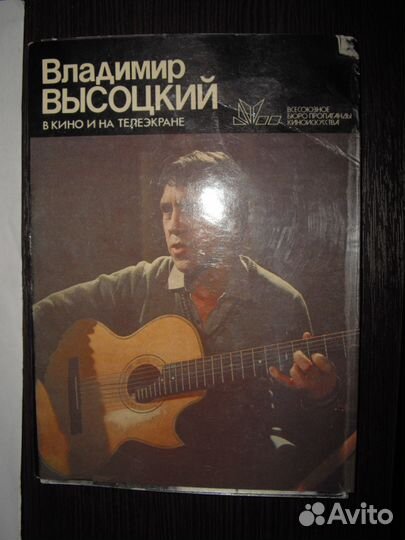 Владимир
ВЫСОЦКИЙ
В КИНО И НА ТЕЛЕЭКРАНЕ
ВСЕСОЮЗНОЕ
БЮРО ПРОПАГАНДЫ
КИНОИСКУССТВА
Avito